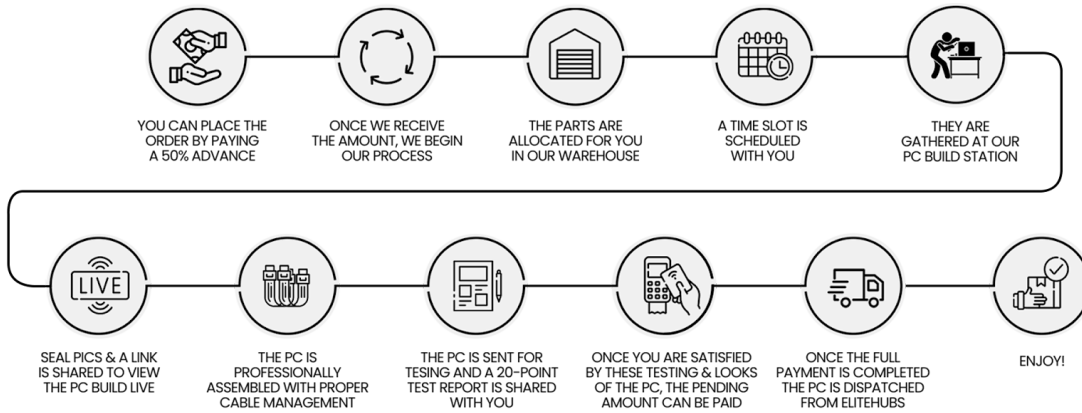 YOU CAN PLACE THE
ORDER BY PAYING
A 50% ADVANCE
ONCE WE RECEIVE
THE AMOUNT, WE BEGIN
OUR PROCESS
THE PARTS ARE
ALLOCATED FOR YOU
IN OUR WAREHOUSE
A TIME SLOT IS
SCHEDULED
WITH YOU
THEY ARE
GATHERED AT OUR
PC BUILD STATION
LIVE
SEAL PICS & A LINK
IS SHARED TO VIEW
THE PC BUILD LIVE
THE PC IS
PROFESSIONALLY
ASSEMBLED WITH PROPER
CABLE MANAGEMENT
THE PC IS SENT FOR
TESING AND A 20-POINT
TEST REPORT IS SHARED
WITH YOU
ONCE YOU ARE SATISFIED
BY THESE TESTING & LOOKS
OF THE PC, THE PENDING
AMOUNT CAN BE PAID
ONCE THE FULL
PAYMENT IS COMPLETED
THE PC IS DISPATCHED
FROM ELITEHUBS
ENJOY!